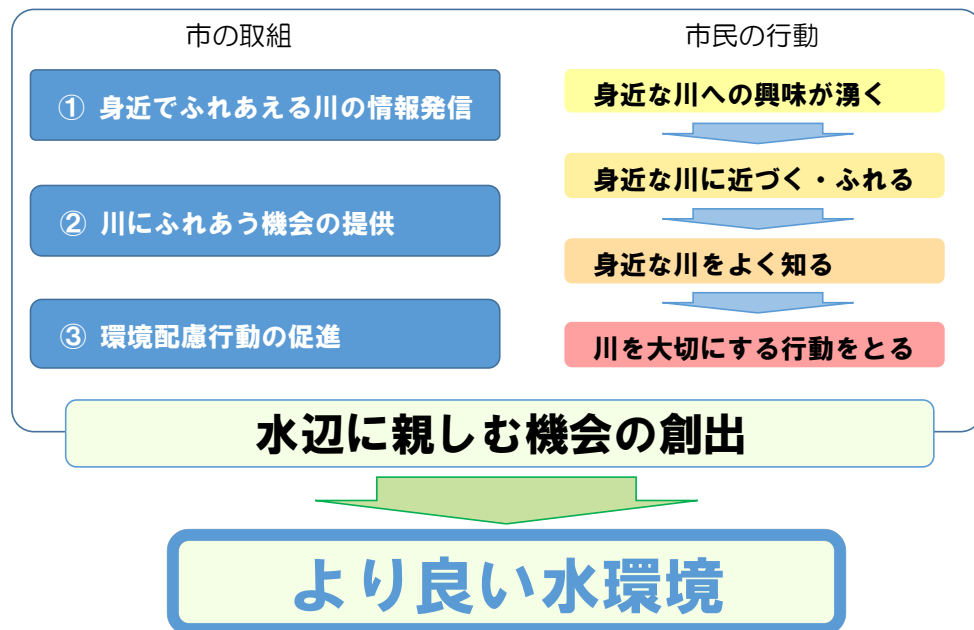 市の取組
① 身近でふれあえる川の情報発信
② 川にふれあう機会の提供
③ 環境配慮行動の促進
市民の行動
身近な川への興味が湧く
身近な川に近づく・ふれる
身近な川をよく知る
川を大切にする行動をとる
水辺に親しむ機会の創出
より良い水環境